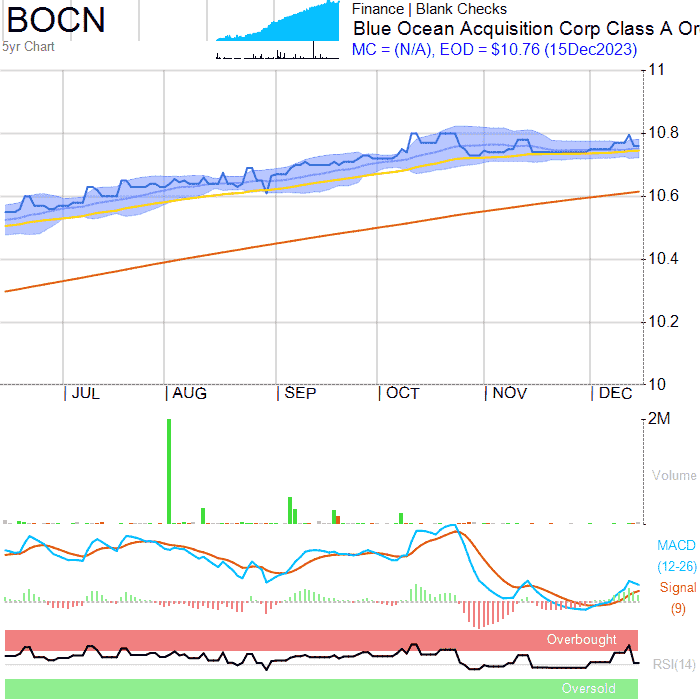 BOCN
5yr Chart
Finance | Blank Checks
Blue Ocean Acquisition Corp Class A Or
MC = (N/A), EOD = $10.76 (15Dec2023)
11
10.8
10.6
10.4
10.2
10
JUL AUG SEP OCT NOV DEC
2M
Volume
MACD
(12-26)
Signal
(9)
Overbought
RSI(14)
Oversold